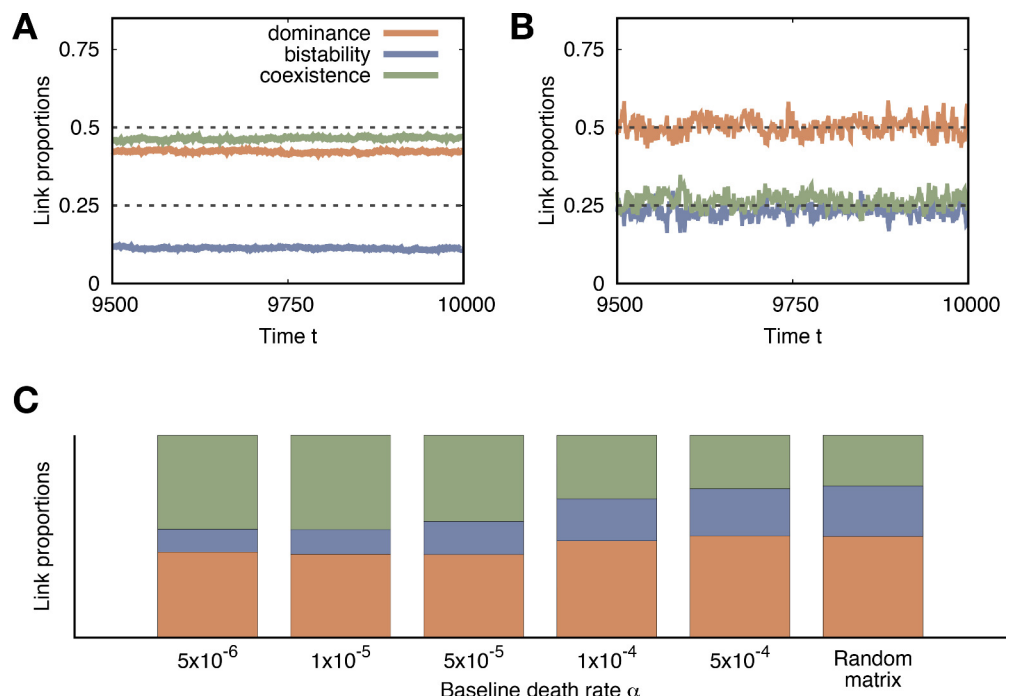 A
dominance
bistability
coexistence
Link proportions
0.75
0.5
0.25
0
9500
9750
10000
Time t
B
Link proportions
0.75
0.5
0.25
0
9500
9750
10000
Time t
C
Link proportions
5x10⁻⁶
1x10⁻⁵
5x10⁻⁵
1x10⁻⁴
5x10⁻⁴
Random
matrix
Baseline death rate α